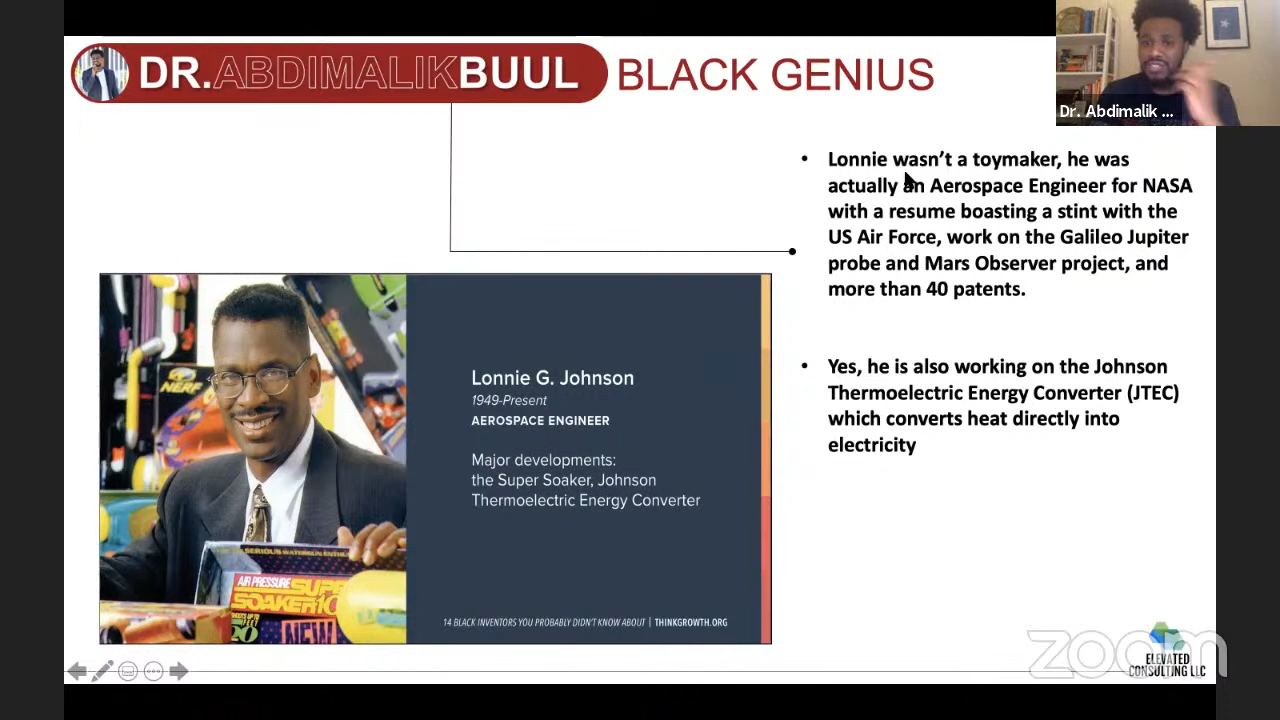 DR.ABDIMALIKBUUL BLACK GENIUS
Dr. Abdimalik ...
• Lonnie wasn't a toymaker, he was
actually an Aerospace Engineer for NASA
with a resume boasting a stint with the
US Air Force, work on the Galileo Jupiter
probe and Mars Observer project, and
more than 40 patents.
• Yes, he is also working on the Johnson
Thermoelectric Energy Converter (JTEC)
which converts heat directly into
electricity
NERF
Lonnie G. Johnson
1949-Present
AEROSPACE ENGINEER
Major developments:
the Super Soaker, Johnson
Thermoelectric Energy Converter
AIR PRESSURE SUPER
SOAKER
20
NEW
14 BLACK INVENTORS YOU PROBABLY DIDN'T KNOW ABOUT | THINKGROWTH.ORG
zoom
ELEVATED
CONSULTING LLC